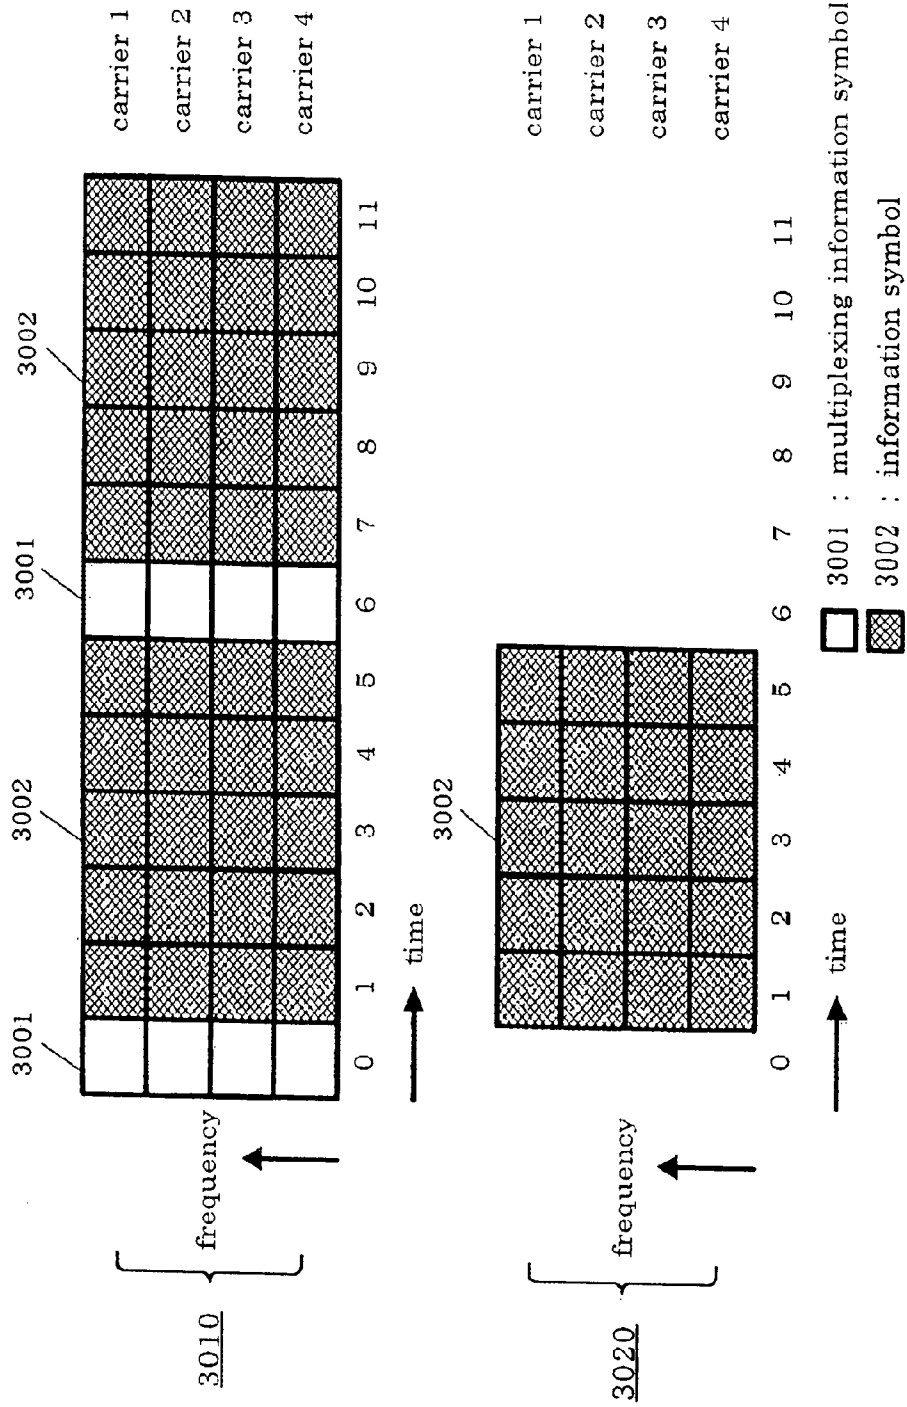 3001
3002
3001
3002
carrier 1
carrier 2
carrier 3
carrier 4
3010
frequency
0 1 2 3 4 5 6 7 8 9 10 11
time
3002
carrier 1
carrier 2
carrier 3
carrier 4
3020
frequency
0 1 2 3 4 5 6 7 8 9 10 11
time
3001 : multiplexing information symbol
3002 : information symbol